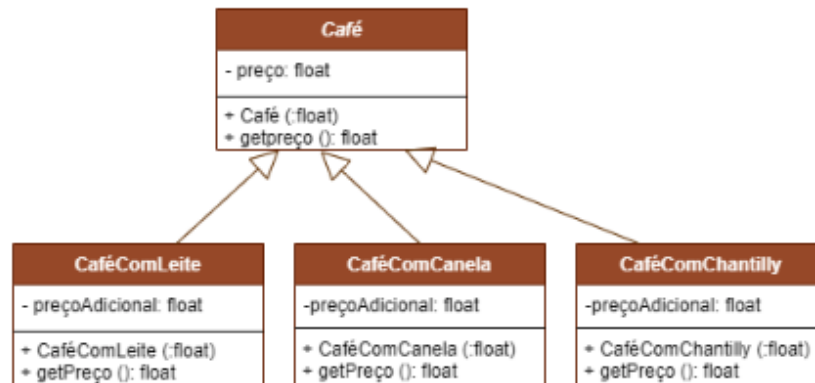 Café
- preço: float
+ Café (:float)
+ getpreço (): float
CaféComLeite
- preçoAdicional: float
+ CaféComLeite (:float)
+ getPreço (): float
CaféComCanela
-preçoAdicional: float
+ CaféComCanela (:float)
+ getPreço (): float
CaféComChantilly
-preçoAdicional: float
+ CaféComChantilly (:float)
+ getPreço (): float